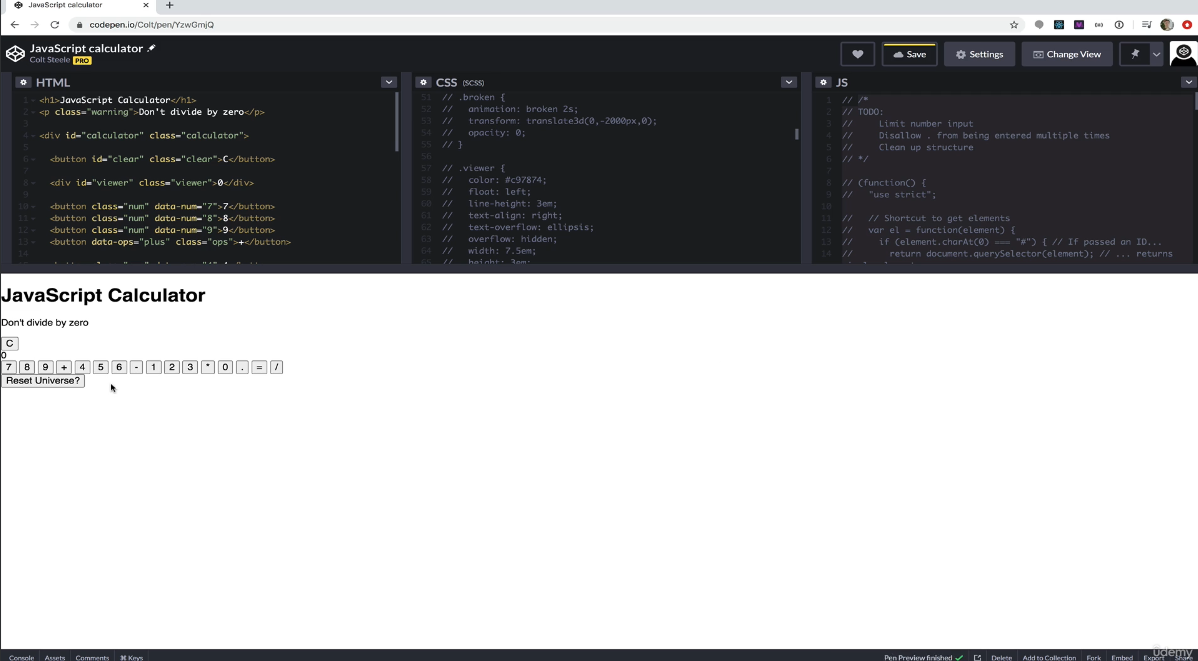 JavaScript calculator
codepen.io/Colt/pen/YzwGmjQ
JavaScript calculator
Colt Steele PRO
Save
Settings
Change View
HTML
1 <h1>JavaScript Calculator</h1>
2 <p class="warning">Don't divide by zero</p>
3
4 <div id="calculator" class="calculator">
5
6 <button id="clear" class="clear">C</button>
7
8 <div id="viewer" class="viewer">0</div>
9
10 <button class="num" data-num="7">7</button>
11 <button class="num" data-num="8">8</button>
12 <button class="num" data-num="9">9</button>
13 <button data-ops="plus" class="ops">+</button>
14
CSS (SCSS)
51 // .broken {
52 // animation: broken 2s;
53 // transform: translate3d(0,-2000px,0);
54 // opacity: 0;
55 // }
56
57 // .viewer {
58 // color: #c97874;
59 // float: left;
60 // line-height: 3em;
61 // text-align: right;
62 // text-overflow: ellipsis;
63 // overflow: hidden;
64 // width: 7.5em;
65 // height: 3em;
JS
1 // /*
2 // TODO:
3 // Limit number input
4 // Disallow . from being entered multiple times
5 // Clean up structure
6 // */
7
8 // (function() {
9 // "use strict";
10
11 // // Shortcut to get elements
12 // var el = function(element) {
13 // if (element.charAt(0) === "#") { // If passed an ID...
14 // return document.querySelector(element); // ... returns
JavaScript Calculator
Don't divide by zero
C
0
7 8 9 + 4 5 6 - 1 2 3 * 0 . = /
Reset Universe?
Console Assets Comments ⌘ Keys
Pen Preview finished Delete Add to Collection Fork Embed Export Share
udemy